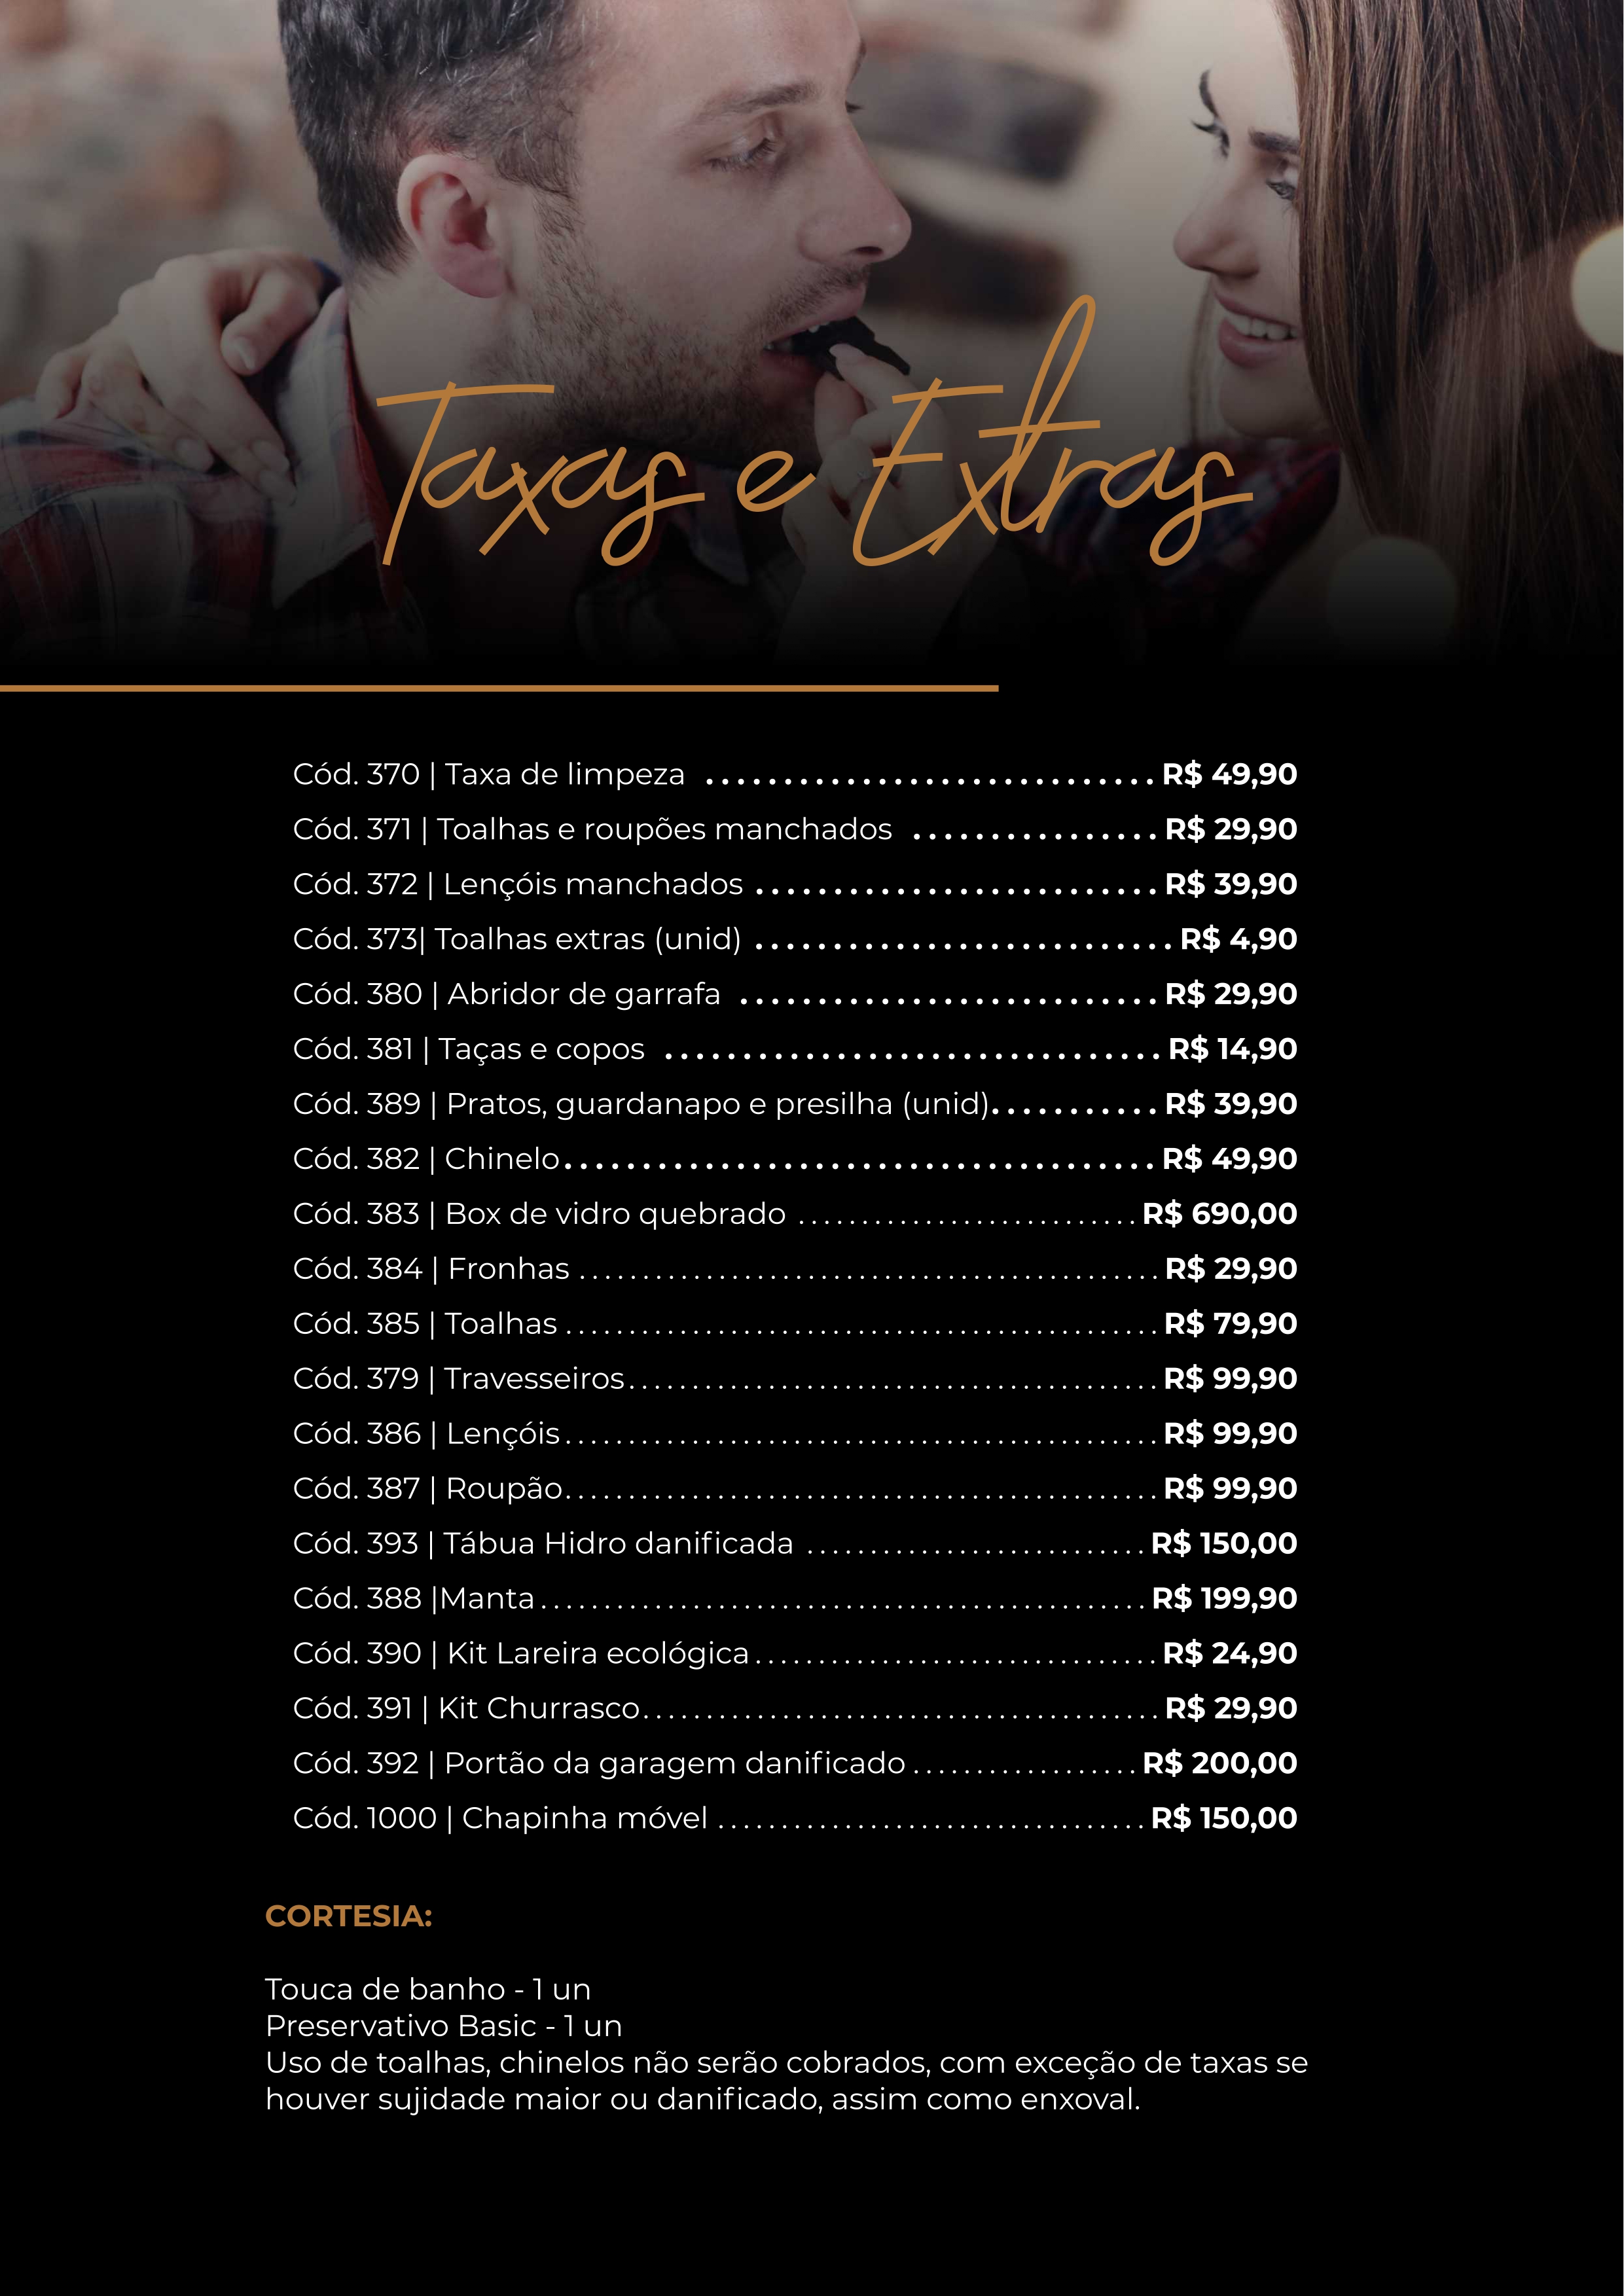 Taxas e Extras
Cód. 370 | Taxa de limpeza ............................. R$ 49,90
Cód. 371 | Toalhas e roupões manchados ................ R$ 29,90
Cód. 372 | Lençóis manchados .......................... R$ 39,90
Cód. 373| Toalhas extras (unid) ........................... R$ 4,90
Cód. 380 | Abridor de garrafa ........................... R$ 29,90
Cód. 381 | Taças e copos ................................ R$ 14,90
Cód. 389 | Pratos, guardanapo e presilha (unid)........... R$ 39,90
Cód. 382 | Chinelo...................................... R$ 49,90
Cód. 383 | Box de vidro quebrado ........................... R$ 690,00
Cód. 384 | Fronhas .............................................. R$ 29,90
Cód. 385 | Toalhas ............................................... R$ 79,90
Cód. 379 | Travesseiros.......................................... R$ 99,90
Cód. 386 | Lençóis............................................... R$ 99,90
Cód. 387 | Roupão............................................... R$ 99,90
Cód. 393 | Tábua Hidro danificada ........................... R$ 150,00
Cód. 388 |Manta................................................ R$ 199,90
Cód. 390 | Kit Lareira ecológica................................ R$ 24,90
Cód. 391 | Kit Churrasco......................................... R$ 29,90
Cód. 392 | Portão da garagem danificado .................. R$ 200,00
Cód. 1000 | Chapinha móvel .................................. R$ 150,00
CORTESIA:
Touca de banho - 1 un
Preservativo Basic - 1 un
Uso de toalhas, chinelos não serão cobrados, com exceção de taxas se
houver sujidade maior ou danificado, assim como enxoval.